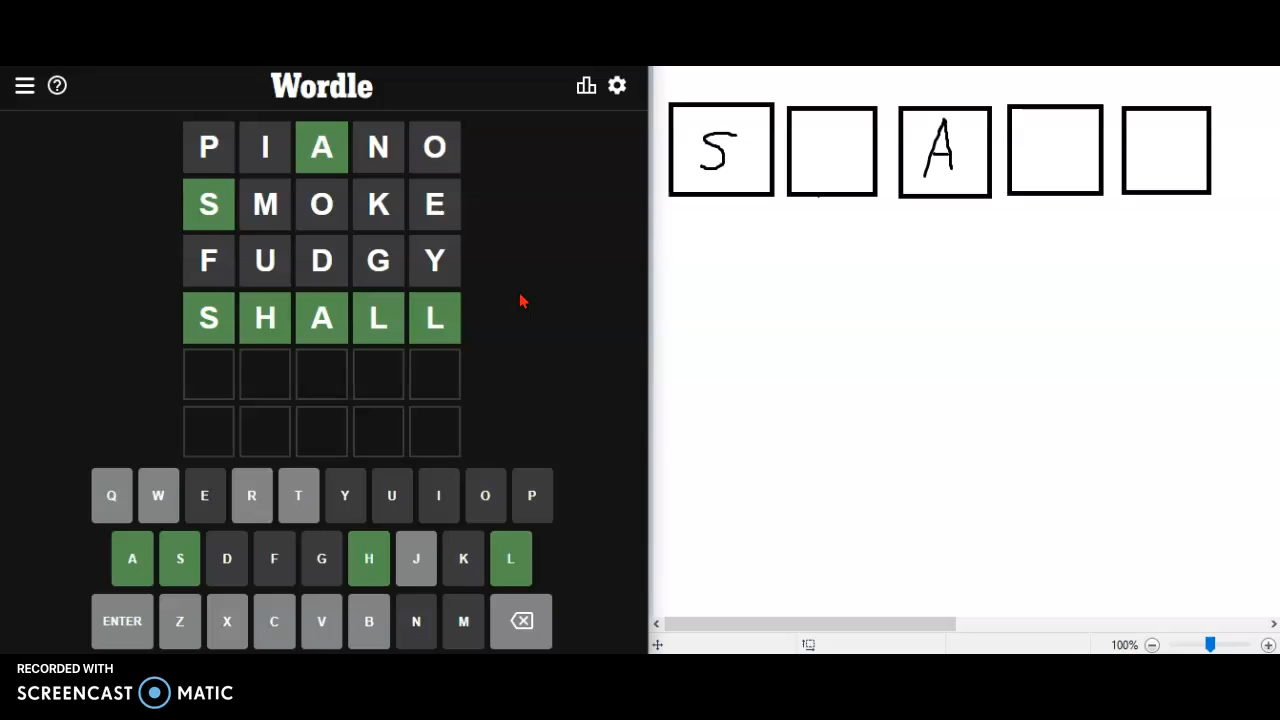 Wordle
P I A N O
S M O K E
F U D G Y
S H A L L
Q W E R T Y U I O P
A S D F G H J K L
ENTER Z X C V B N M
S A
100%
RECORDED WITH
SCREENCAST MATIC